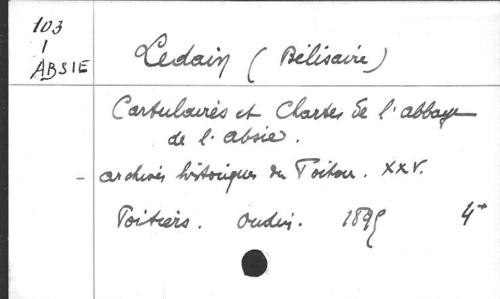 103
1
ABSIE
Ledain (Bélisaire)
Cartulaires et Chartes de l'abbaye
de l'absie.
- archives historiques du Poitou. XXV.
Poitiers. Oudin. 1895 4°